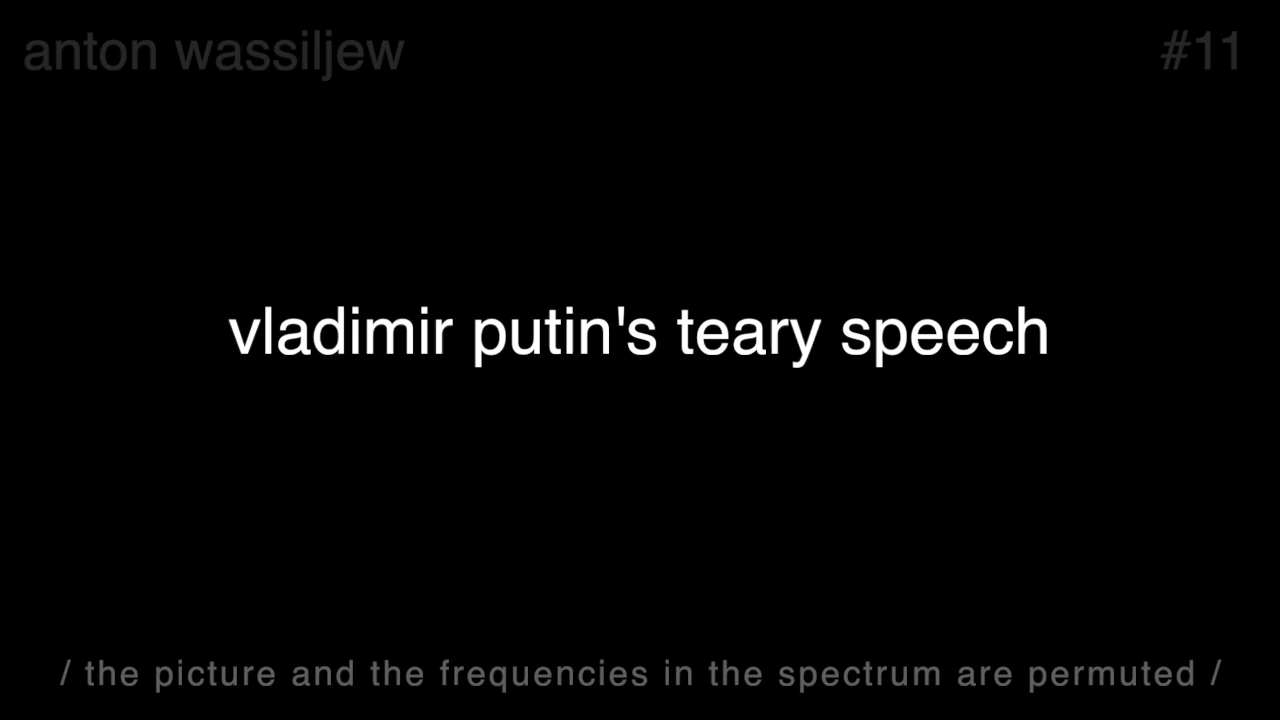 anton wassiljew #11
vladimir putin's teary speech
/ the picture and the frequencies in the spectrum are permuted /